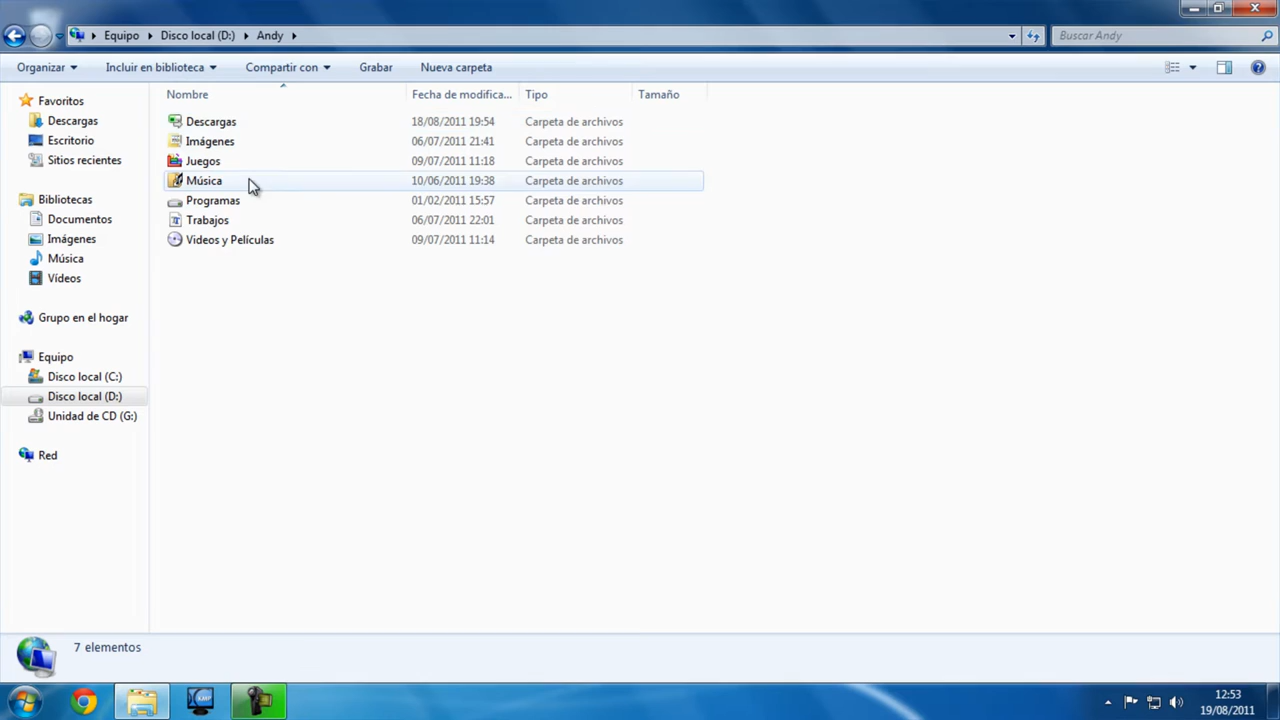 Equipo Disco local (D:) Andy
Buscar Andy
Organizar Incluir en biblioteca Compartir con Grabar Nueva carpeta
Nombre Fecha de modifica... Tipo Tamaño
Descargas 18/08/2011 19:54 Carpeta de archivos
Imágenes 06/07/2011 21:41 Carpeta de archivos
Juegos 09/07/2011 11:18 Carpeta de archivos
Música 10/06/2011 19:38 Carpeta de archivos
Programas 01/02/2011 15:57 Carpeta de archivos
Trabajos 06/07/2011 22:01 Carpeta de archivos
Videos y Películas 09/07/2011 11:14 Carpeta de archivos
Favoritos
Descargas
Escritorio
Sitios recientes
Bibliotecas
Documentos
Imágenes
Música
Vídeos
Grupo en el hogar
Equipo
Disco local (C:)
Disco local (D:)
Unidad de CD (G:)
Red
7 elementos
12:53
19/08/2011